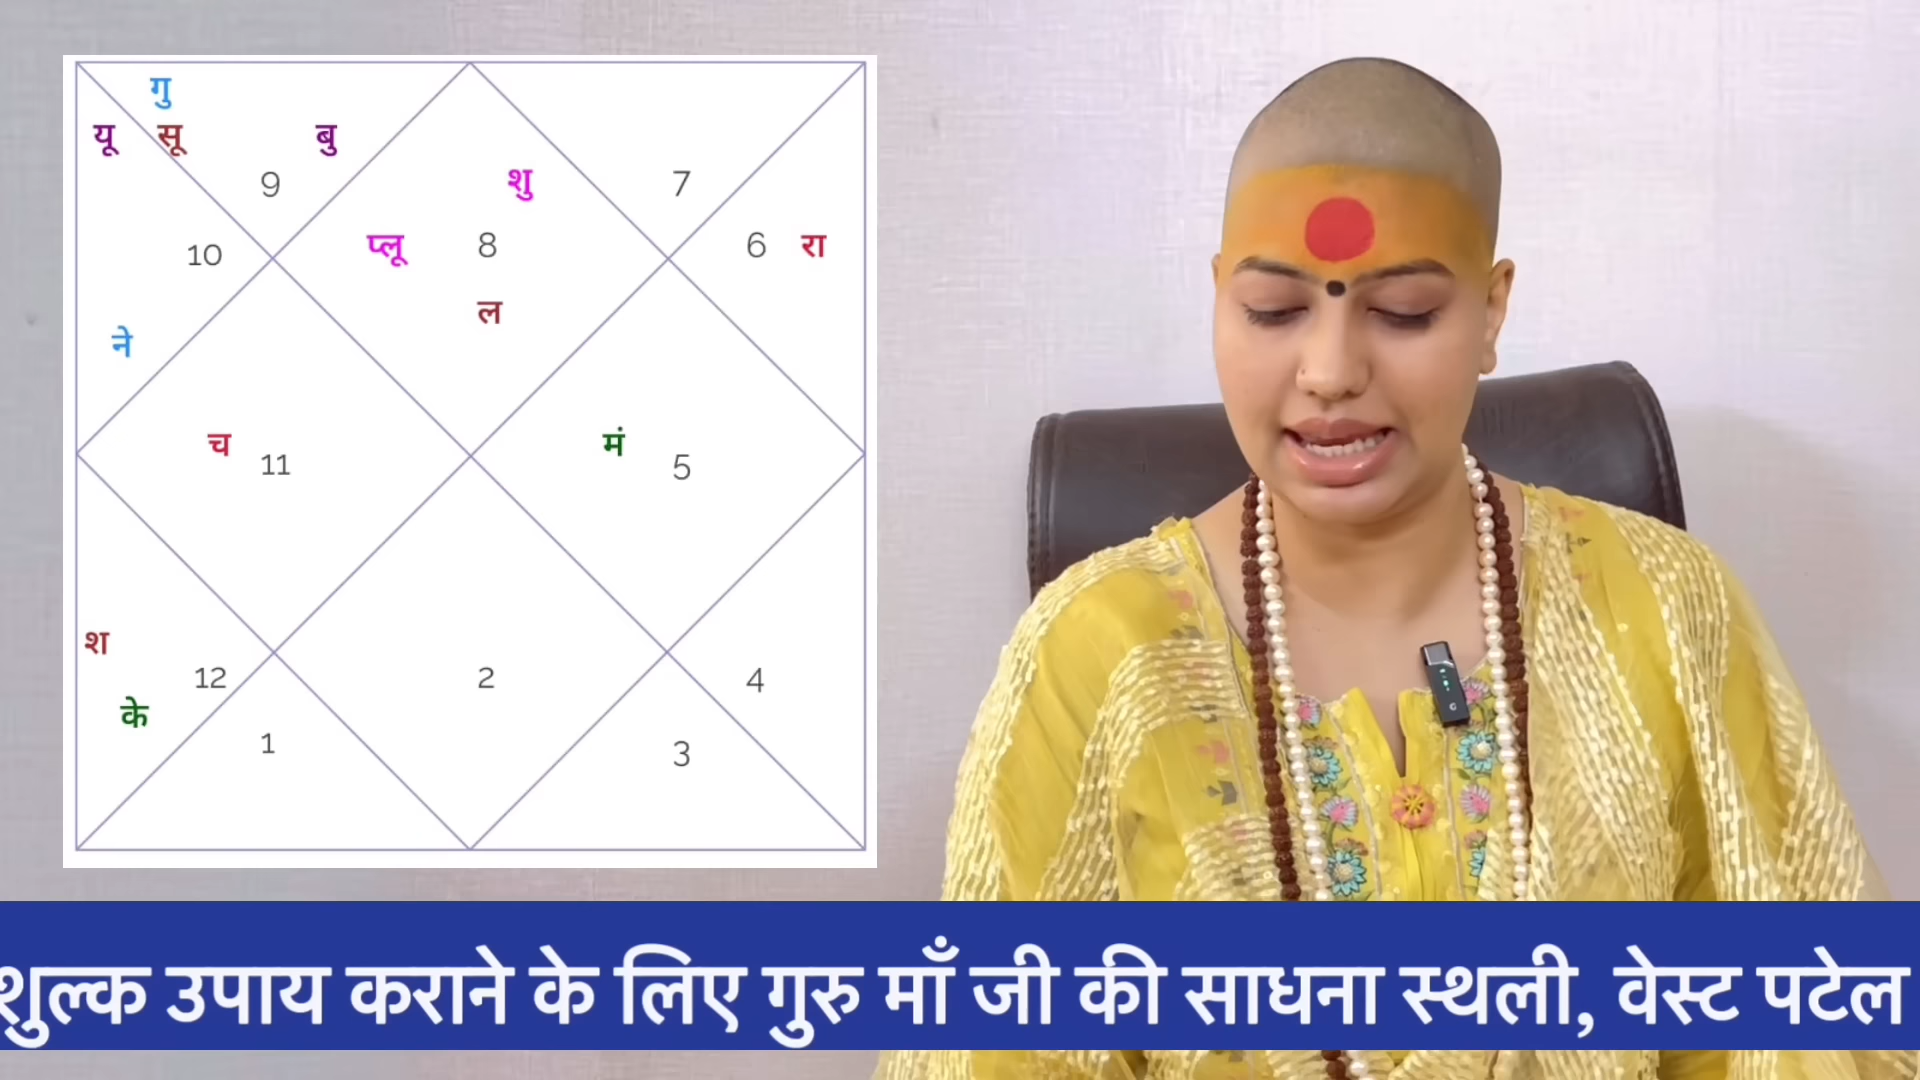 गु
यू सू बु
9 शु 7
10 प्लू 8 6 रा
ल
ने
च 11 मं 5
श
12 2 4
के
1 3
शुल्क उपाय कराने के लिए गुरु माँ जी की साधना स्थली, वेस्ट पटेल